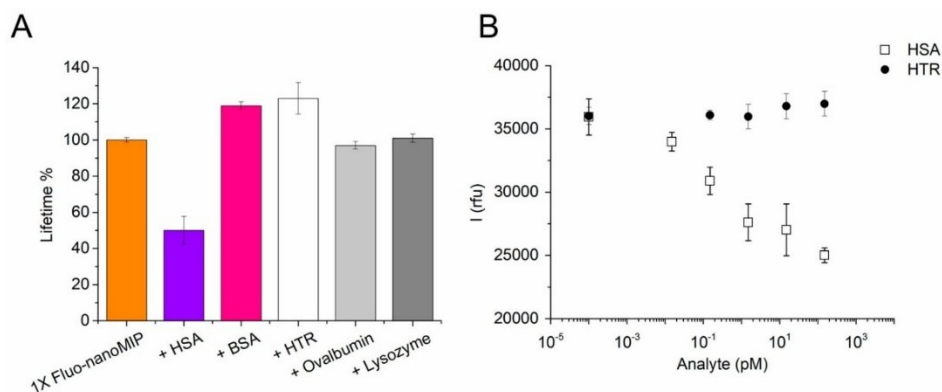 A
140
120
100
80
60
40
20
0
Lifetime %
1X Fluo-nanoMIP
+ HSA
+ BSA
+ HTR
+ Ovalbumin
+ Lysozyme
B
HSA
HTR
40000
35000
30000
25000
20000
I (rfu)
10⁻⁵ 10⁻³ 10⁻¹ 10¹ 10³
Analyte (pM)